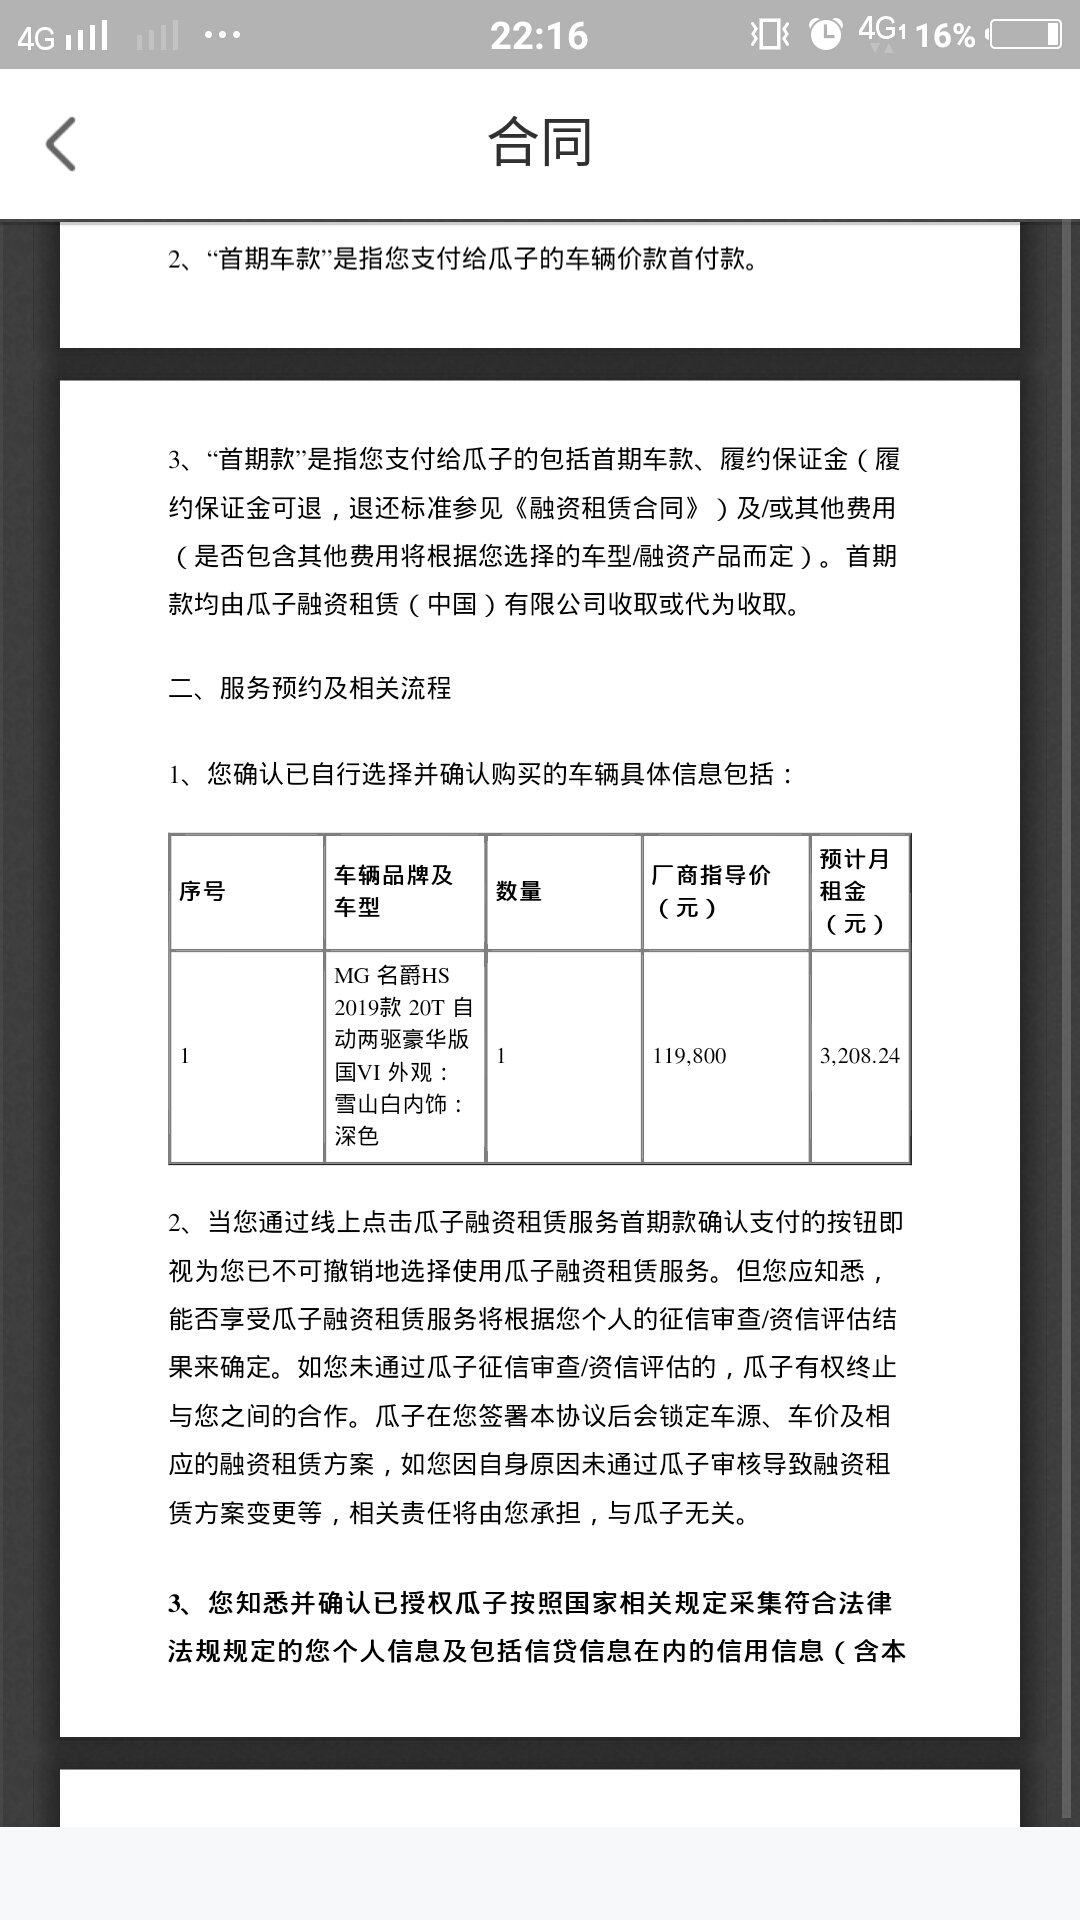 4G 22:16 4G1 16%
合同
2、“首期车款”是指您支付给瓜子的车辆价款首付款。
3、“首期款”是指您支付给瓜子的包括首期车款、履约保证金（履
约保证金可退，退还标准参见《融资租赁合同》）及/或其他费用
（是否包含其他费用将根据您选择的车型/融资产品而定）。首期
款均由瓜子融资租赁（中国）有限公司收取或代为收取。
二、服务预约及相关流程
1、您确认已自行选择并确认购买的车辆具体信息包括：
序号
车辆品牌及
车型
数量
厂商指导价
（元）
预计月
租金
（元）
1
MG 名爵HS
2019款 20T 自
动两驱豪华版
国VI 外观：
雪山白内饰：
深色
1
119,800
3,208.24
2、当您通过线上点击瓜子融资租赁服务首期款确认支付的按钮即
视为您已不可撤销地选择使用瓜子融资租赁服务。但您应知悉，
能否享受瓜子融资租赁服务将根据您个人的征信审查/资信评估结
果来确定。如您未通过瓜子征信审查/资信评估的，瓜子有权终止
与您之间的合作。瓜子在您签署本协议后会锁定车源、车价及相
应的融资租赁方案，如您因自身原因未通过瓜子审核导致融资租
赁方案变更等，相关责任将由您承担，与瓜子无关。
3、您知悉并确认已授权瓜子按照国家相关规定采集符合法律
法规规定的您个人信息及包括信贷信息在内的信用信息（含本